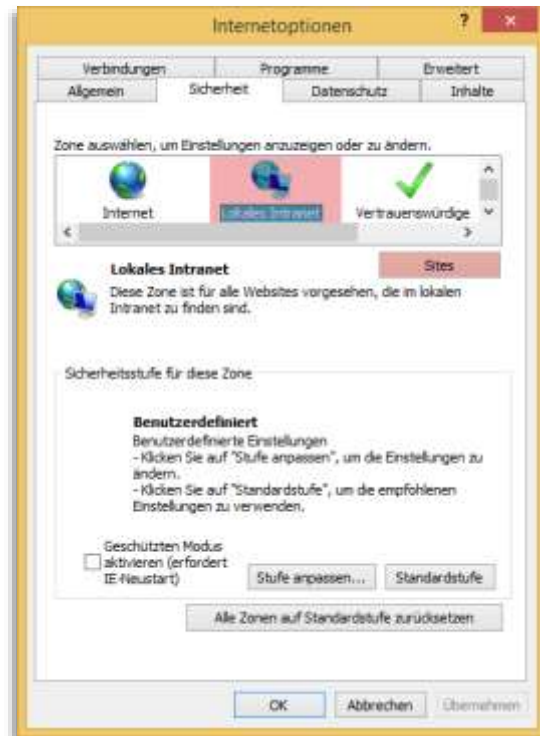 Internetoptionen
?
Verbindungen Programme Erweitert
Allgemein Sicherheit Datenschutz Inhalte
Zone auswählen, um Einstellungen anzuzeigen oder zu ändern.
Internet Lokales Intranet Vertrauenswürdige
Lokales Intranet
Sites
Diese Zone ist für alle Websites vorgesehen, die im lokalen
Intranet zu finden sind.
Sicherheitsstufe für diese Zone
Benutzerdefiniert
Benutzerdefinierte Einstellungen
- Klicken Sie auf "Stufe anpassen", um die Einstellungen zu
ändern.
- Klicken Sie auf "Standardstufe", um die empfohlenen
Einstellungen zu verwenden.
Geschützten Modus
aktivieren (erfordert
IE-Neustart)
Stufe anpassen... Standardstufe
Alle Zonen auf Standardstufe zurücksetzen
OK Abbrechen Übernehmen